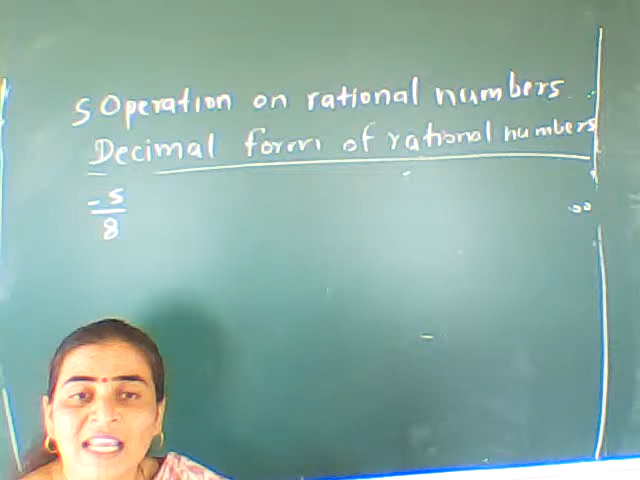 5 Operation on rational numbers
Decimal form of rational numbers
-5
8